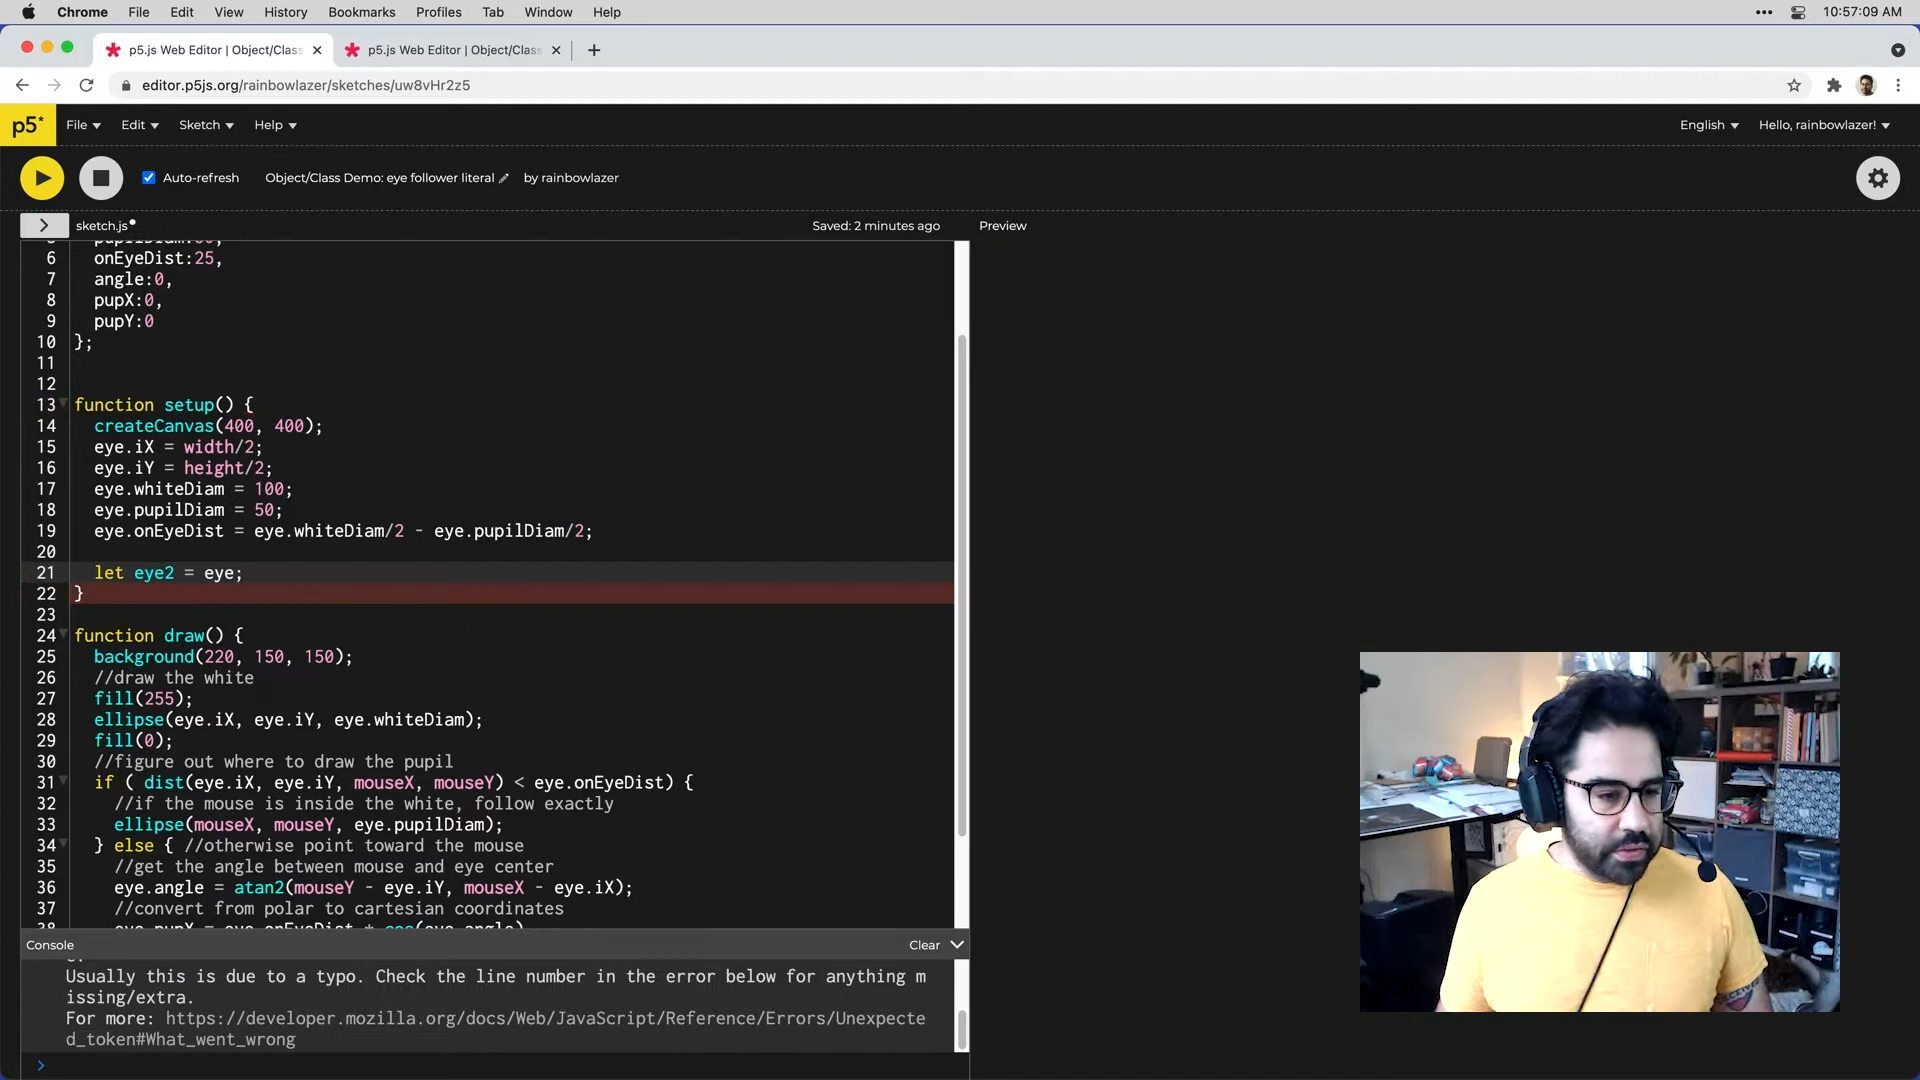 Chrome File Edit View History Bookmarks Profiles Tab Window Help 10:57:09 AM
p5.js Web Editor | Object/Class p5.js Web Editor | Object/Class
editor.p5js.org/rainbowlazer/sketches/uw8vHr2z5
p5* File Edit Sketch Help English Hello, rainbowlazer!
Auto-refresh Object/Class Demo: eye follower literal by rainbowlazer
sketch.js Saved: 2 minutes ago Preview
6 onEyeDist:25,
7 angle:0,
8 pupX:0,
9 pupY:0
10 };
11
12
13 function setup() {
14 createCanvas(400, 400);
15 eye.iX = width/2;
16 eye.iY = height/2;
17 eye.whiteDiam = 100;
18 eye.pupilDiam = 50;
19 eye.onEyeDist = eye.whiteDiam/2 - eye.pupilDiam/2;
20
21 let eye2 = eye;
22 }
23
24 function draw() {
25 background(220, 150, 150);
26 //draw the white
27 fill(255);
28 ellipse(eye.iX, eye.iY, eye.whiteDiam);
29 fill(0);
30 //figure out where to draw the pupil
31 if ( dist(eye.iX, eye.iY, mouseX, mouseY) < eye.onEyeDist) {
32 //if the mouse is inside the white, follow exactly
33 ellipse(mouseX, mouseY, eye.pupilDiam);
34 } else { //otherwise point toward the mouse
35 //get the angle between mouse and eye center
36 eye.angle = atan2(mouseY - eye.iY, mouseX - eye.iX);
37 //convert from polar to cartesian coordinates
Console Clear
Usually this is due to a typo. Check the line number in the error below for anything m
issing/extra.
For more: https://developer.mozilla.org/docs/Web/JavaScript/Reference/Errors/Unexpecte
d_token#What_went_wrong
>